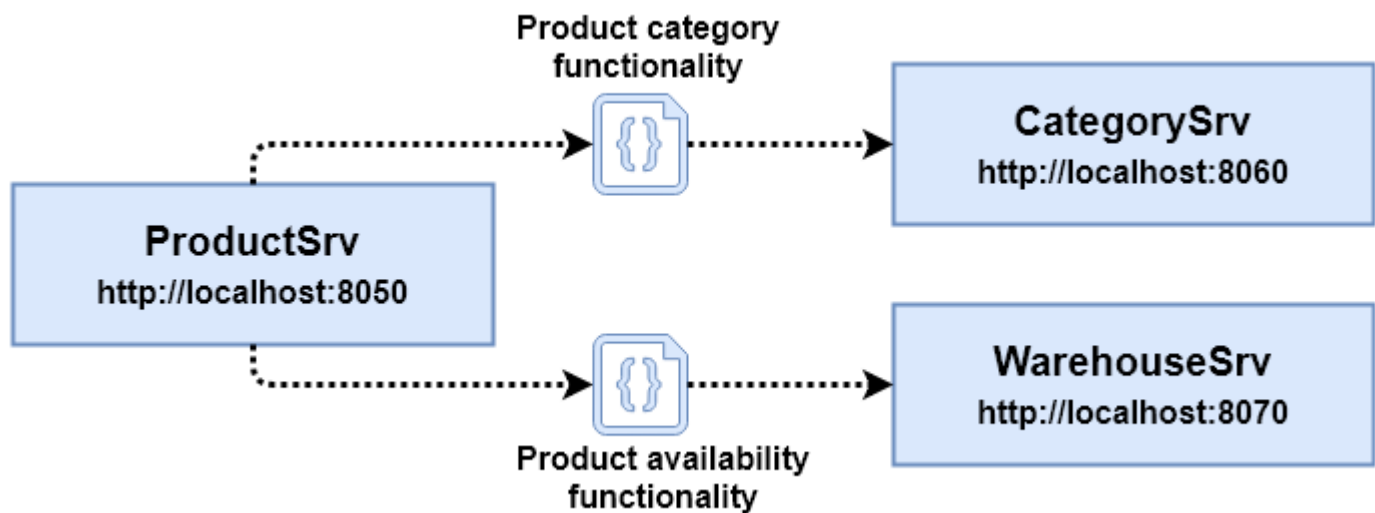 Product category
functionality
CategorySrv
http://localhost:8060
ProductSrv
http://localhost:8050
{}
WarehouseSrv
http://localhost:8070
{}
Product availability
functionality